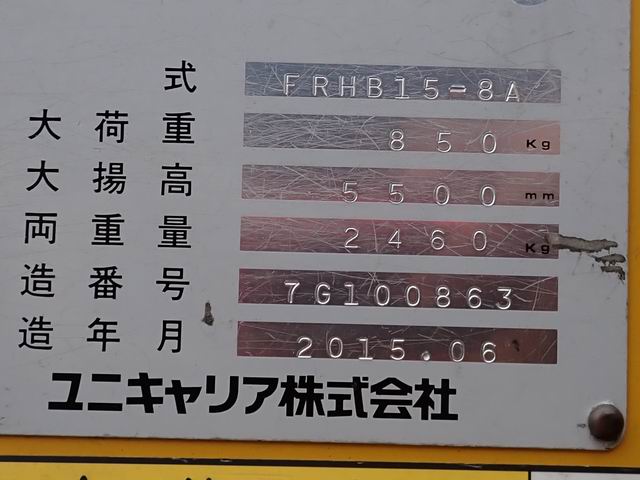 式 FRHB15-8A
大荷重 850 Kg
大揚高 5500 mm
両重量 2460 Kg
造番号 7G100863
造年月 2015.06
ユニキャリア株式会社